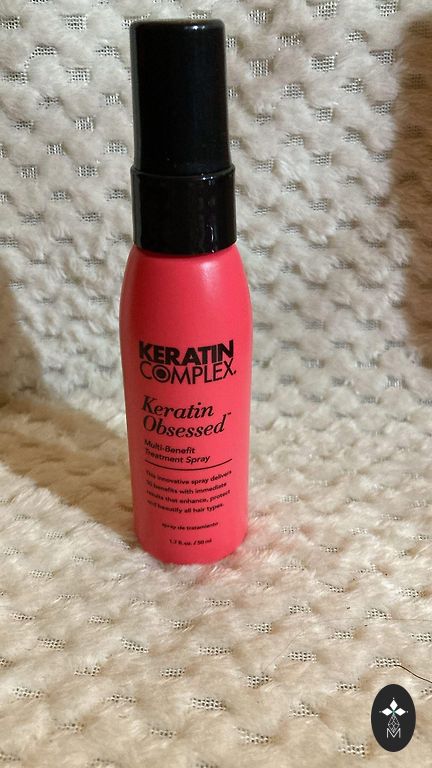 KERATIN
COMPLEX®
Keratin
Obsessed™
Multi-Benefit
Treatment Spray
This innovative spray delivers
10 benefits with immediate
results that enhance, protect
and beautify all hair types.
spray de tratamiento
1.7 fl. oz. / 50 ml
M